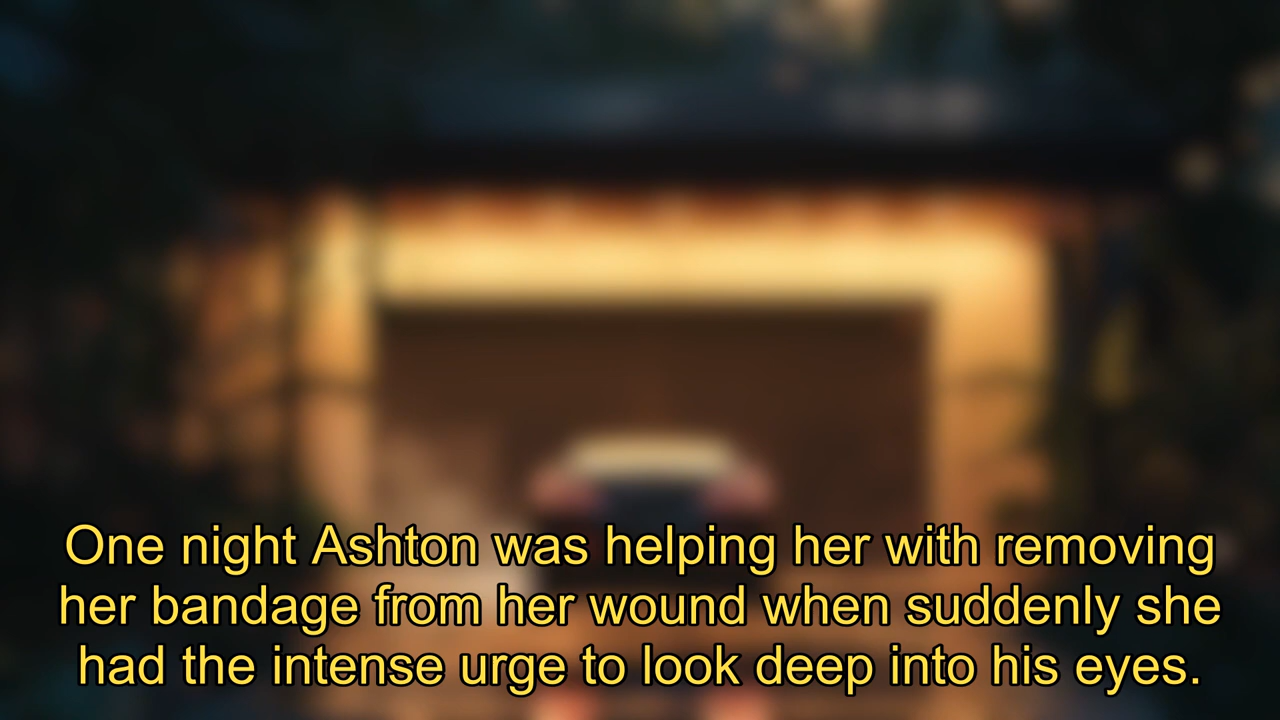 One night Ashton was helping her with removing
her bandage from her wound when suddenly she
had the intense urge to look deep into his eyes.